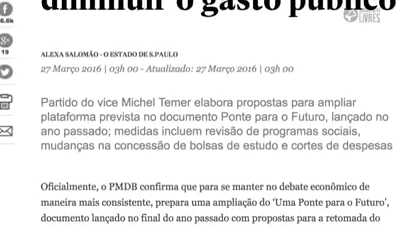 diminuir o gasto público
LIVRES
6.6k
19
ALEXA SALOMÃO - O ESTADO DE S.PAULO
27 Março 2016 | 03h 00 - Atualizado: 27 Março 2016 | 03h 00
Partido do vice Michel Temer elabora propostas para ampliar
plataforma prevista no documento Ponte para o Futuro, lançado no
ano passado; medidas incluem revisão de programas sociais,
mudanças na concessão de bolsas de estudo e cortes de despesas
Oficialmente, o PMDB confirma que para se manter no debate econômico de
maneira mais consistente, prepara uma ampliação do ‘Uma Ponte para o Futuro’,
documento lançado no final do ano passado com propostas para a retomada do